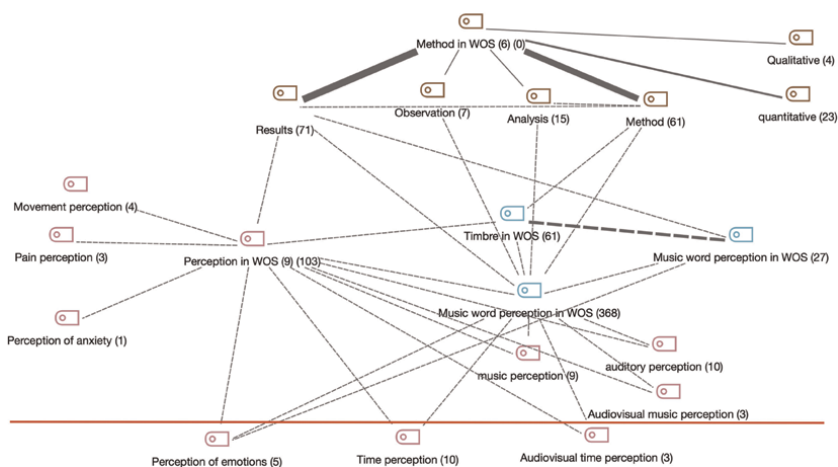 Method in WOS (6) (0)
Qualitative (4)
Results (71)
Observation (7)
Analysis (15)
Method (61)
quantitative (23)
Movement perception (4)
Timbre in WOS (61)
Pain perception (3)
Perception in WOS (9) (103)
Music word perception in WOS (27)
Perception of anxiety (1)
Music word perception in WOS (368)
music perception (9)
auditory perception (10)
Audiovisual music perception (3)
Perception of emotions (5)
Time perception (10)
Audiovisual time perception (3)